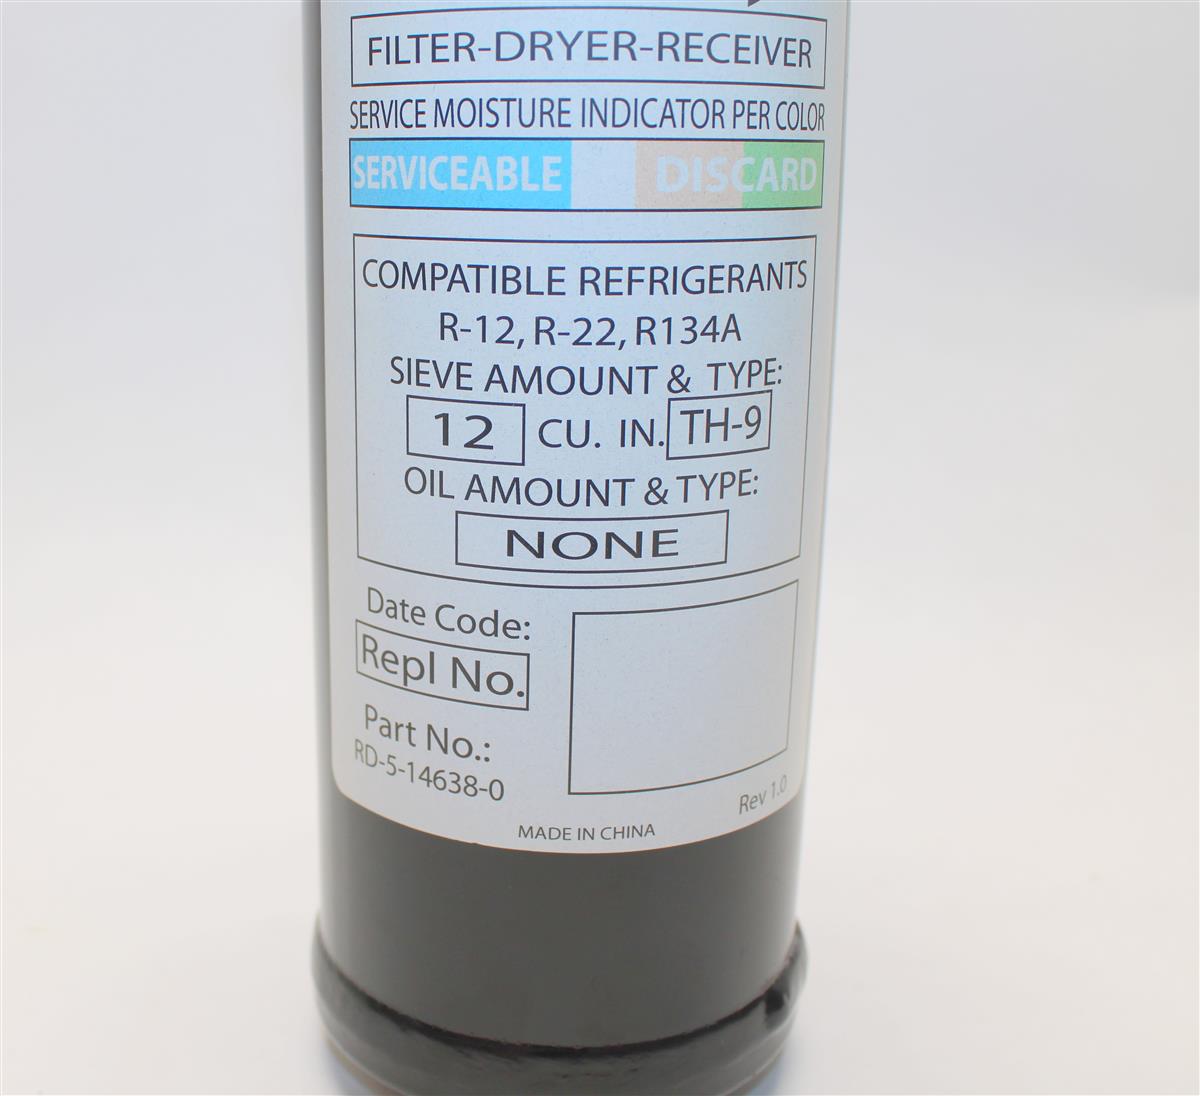 FILTER-DRYER-RECEIVER
SERVICE MOISTURE INDICATOR PER COLOR
SERVICEABLE DISCARD
COMPATIBLE REFRIGERANTS
R-12, R-22, R134A
SIEVE AMOUNT & TYPE:
12 CU. IN. TH-9
OIL AMOUNT & TYPE:
NONE
Date Code:
Repl No.
Part No.:
RD-5-14638-0
Rev 1.0
MADE IN CHINA